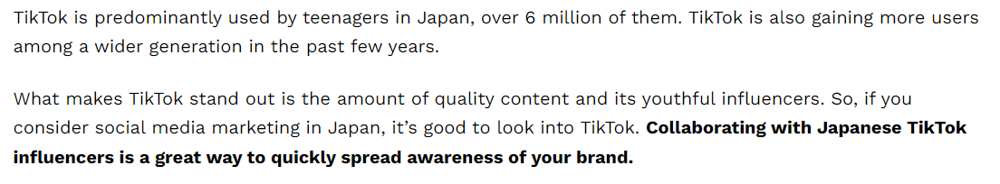 TikTok is predominantly used by teenagers in Japan, over 6 million of them. TikTok is also gaining more users
among a wider generation in the past few years.
What makes TikTok stand out is the amount of quality content and its youthful influencers. So, if you
consider social media marketing in Japan, it’s good to look into TikTok. Collaborating with Japanese TikTok
influencers is a great way to quickly spread awareness of your brand.